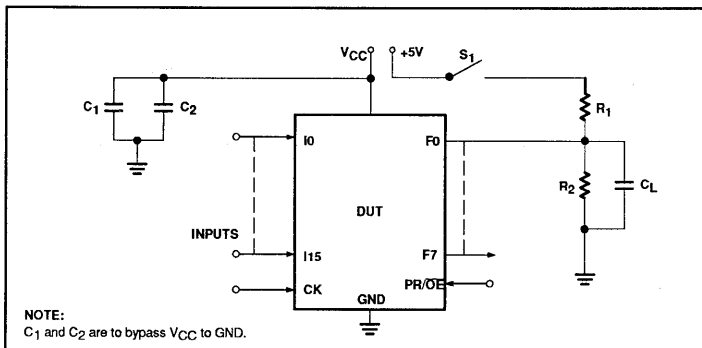 VCC +5V S1
C1 C2 R1
I0 F0
R2 CL
DUT
INPUTS
I15 F7
CK PR/O̅E̅
GND
NOTE:
C1 and C2 are to bypass VCC to GND.